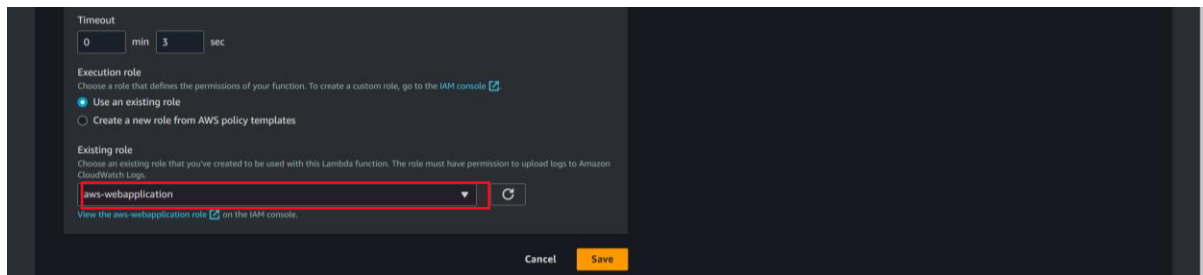 Timeout
0 min 3 sec
Execution role
Choose a role that defines the permissions of your function. To create a custom role, go to the IAM console.
Use an existing role
Create a new role from AWS policy templates
Existing role
Choose an existing role that you've created to be used with this Lambda function. The role must have permission to upload logs to Amazon
CloudWatch Logs.
aws-webapplication
View the aws-webapplication role on the IAM console.
Cancel Save